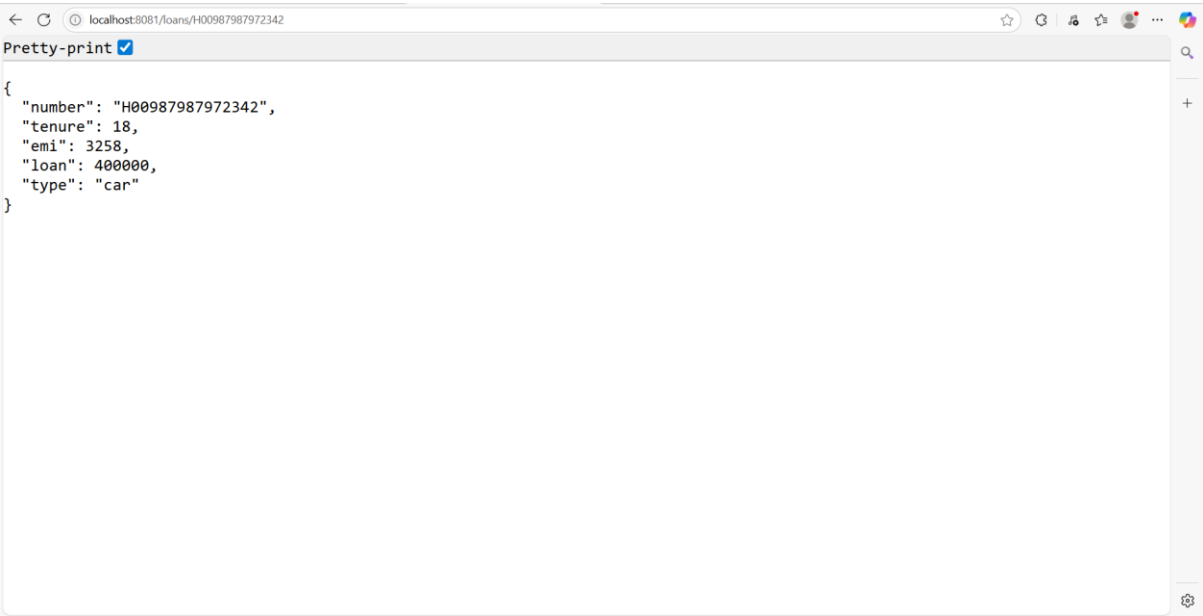 localhost:8081/loans/H00987987972342
Pretty-print
{
  "number": "H00987987972342",
  "tenure": 18,
  "emi": 3258,
  "loan": 400000,
  "type": "car"
}